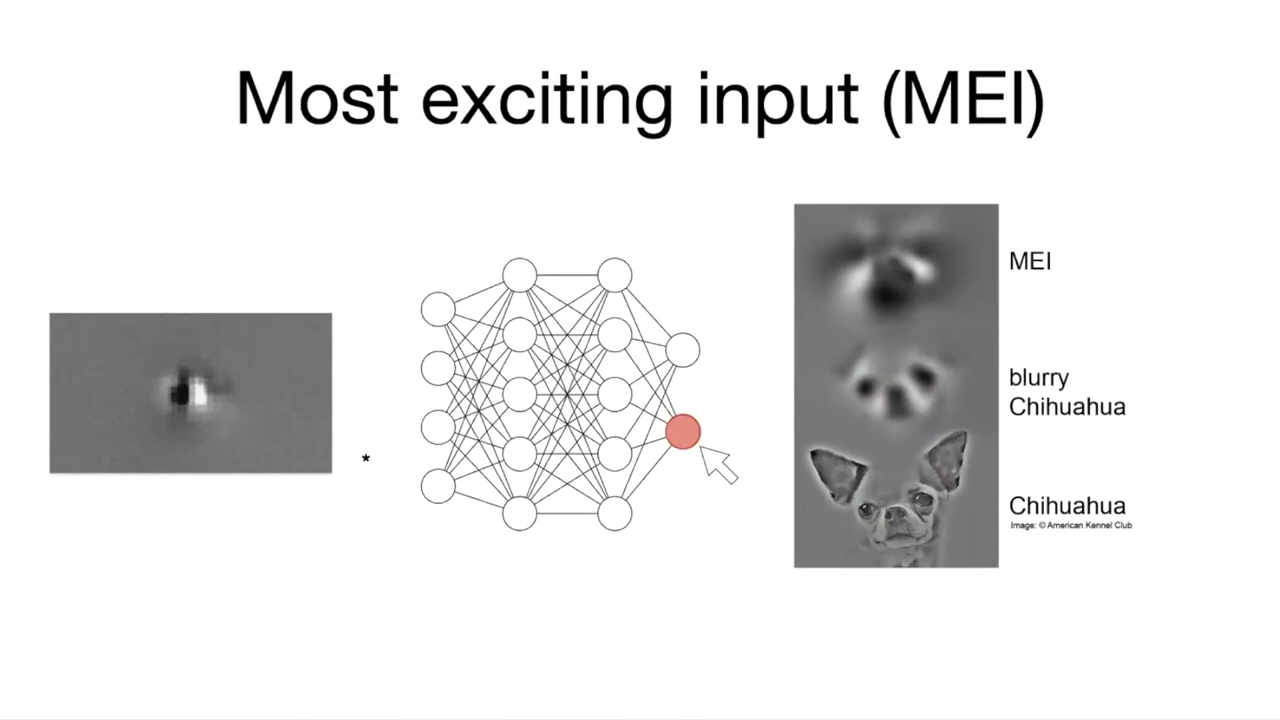 Most exciting input (MEI)
*
MEI
blurry
Chihuahua
Chihuahua
Image: © American Kennel Club